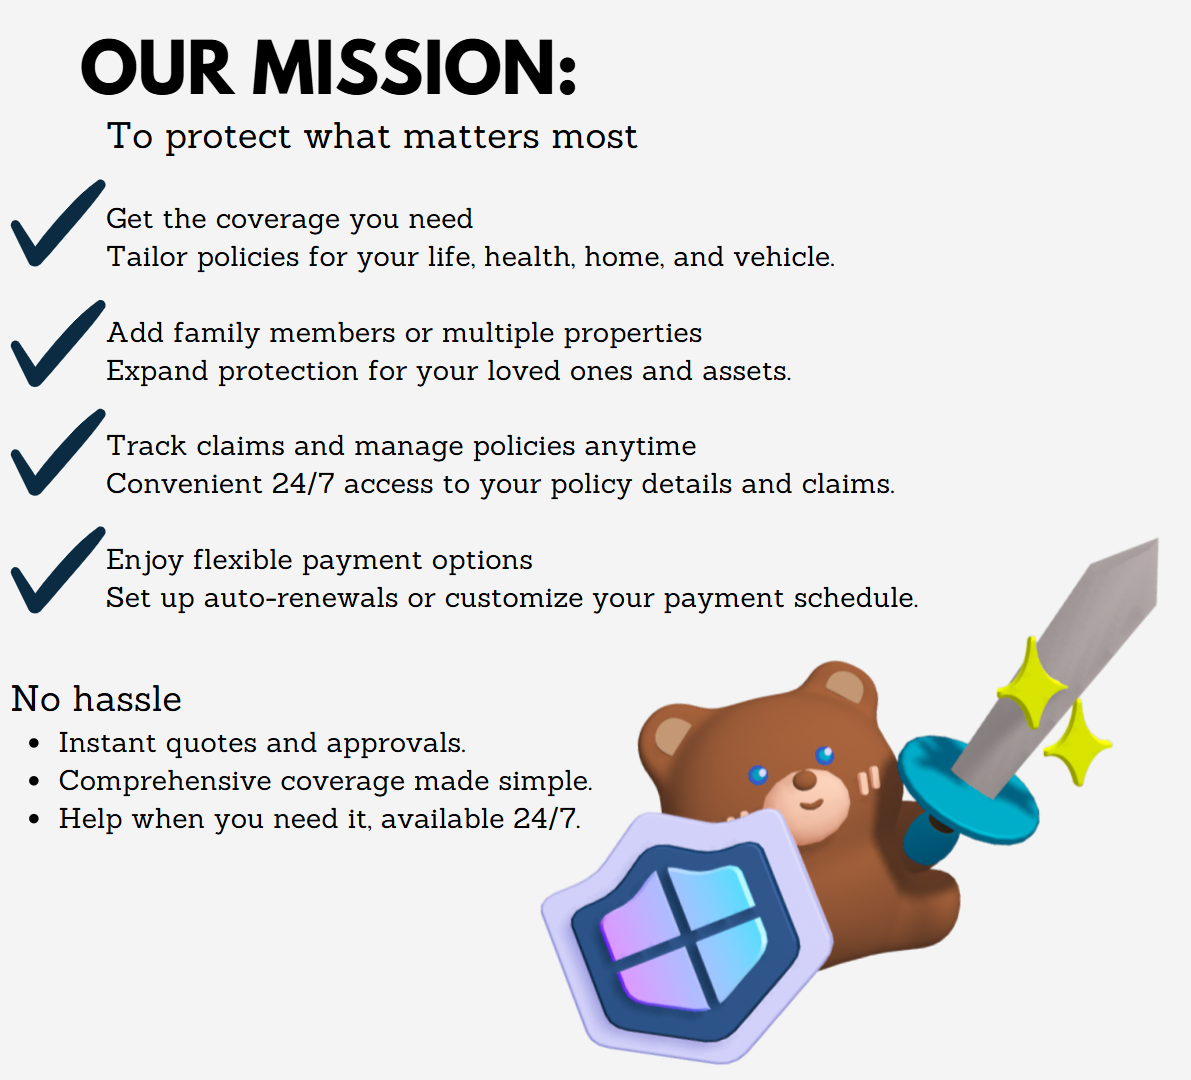 OUR MISSION:
To protect what matters most
Get the coverage you need
Tailor policies for your life, health, home, and vehicle.
Add family members or multiple properties
Expand protection for your loved ones and assets.
Track claims and manage policies anytime
Convenient 24/7 access to your policy details and claims.
Enjoy flexible payment options
Set up auto-renewals or customize your payment schedule.
No hassle
• Instant quotes and approvals.
• Comprehensive coverage made simple.
• Help when you need it, available 24/7.